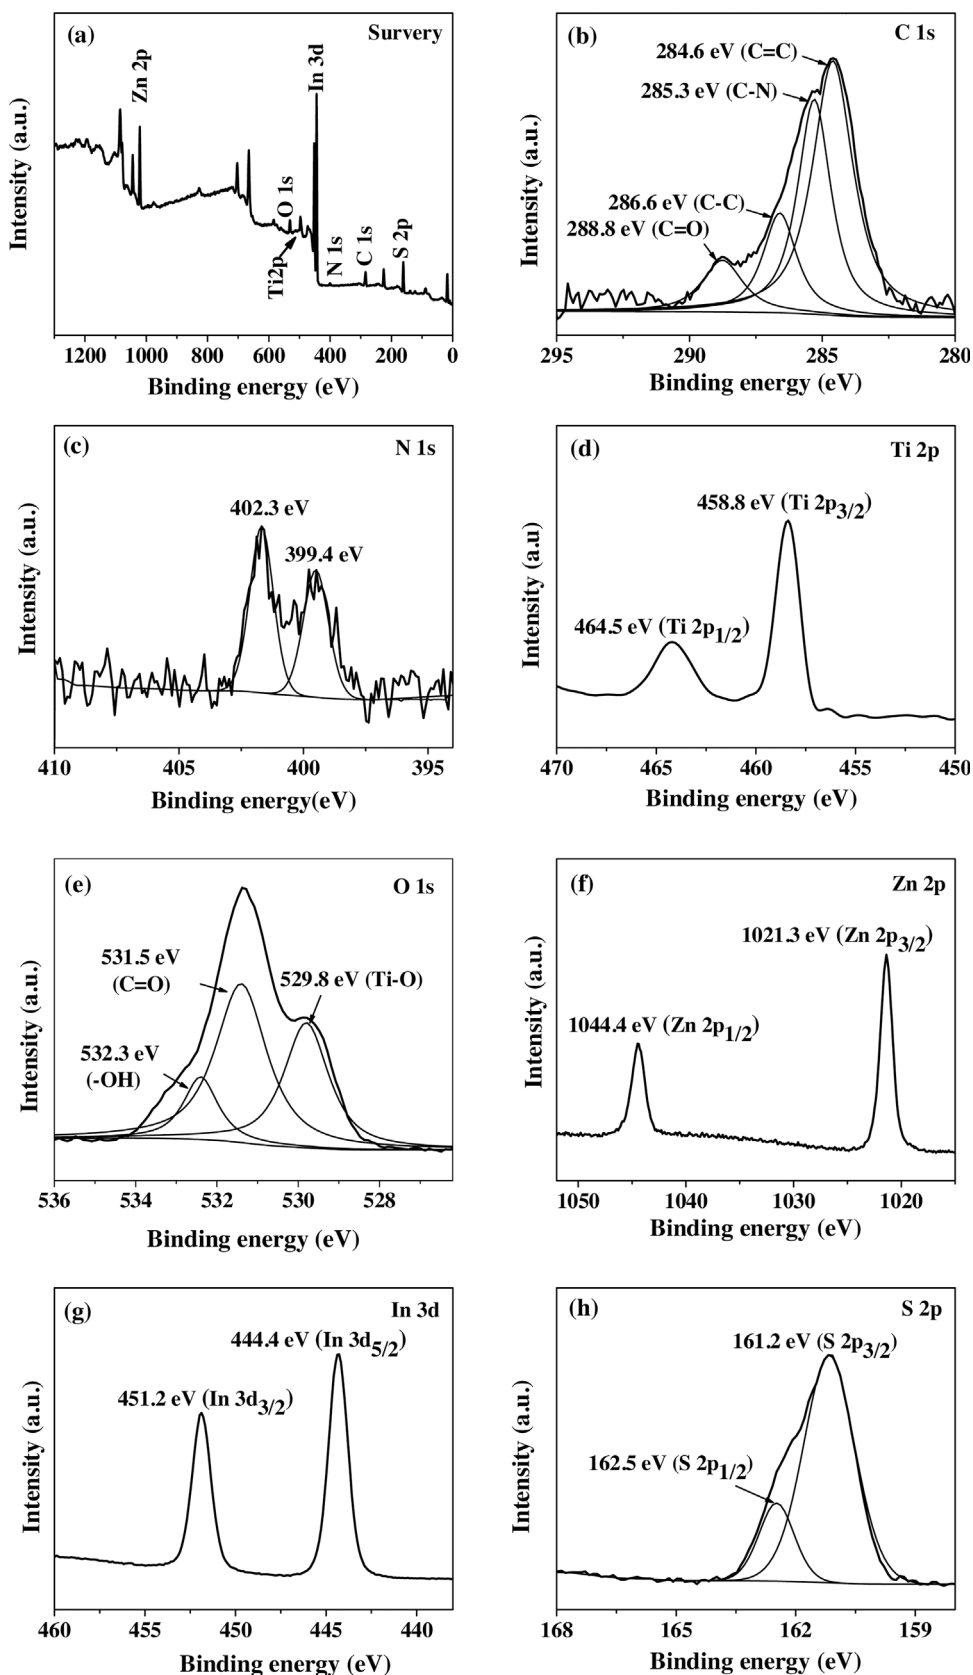 (a)
Survery
Zn 2p
In 3d
O 1s
Ti2p
N 1s
C 1s
S 2p
Intensity (a.u.)
1200 1000 800 600 400 200 0
Binding energy (eV)
(b)
C 1s
284.6 eV (C=C)
285.3 eV (C-N)
286.6 eV (C-C)
288.8 eV (C=O)
Intensity (a.u.)
295 290 285 280
Binding energy (eV)
(c)
N 1s
402.3 eV
399.4 eV
Intensity (a.u.)
410 405 400 395
Binding energy(eV)
(d)
Ti 2p
458.8 eV (Ti 2p3/2)
464.5 eV (Ti 2p1/2)
Intensity (a.u)
470 465 460 455 450
Binding energy (eV)
(e)
O 1s
531.5 eV
(C=O)
529.8 eV (Ti-O)
532.3 eV
(-OH)
Intensity (a.u.)
536 534 532 530 528
Binding energy (eV)
(f)
Zn 2p
1021.3 eV (Zn 2p3/2)
1044.4 eV (Zn 2p1/2)
Intensity (a.u.)
1050 1040 1030 1020
Binding energy (eV)
(g)
In 3d
444.4 eV (In 3d5/2)
451.2 eV (In 3d3/2)
Intensity (a.u.)
460 455 450 445 440
Binding energy (eV)
(h)
S 2p
161.2 eV (S 2p3/2)
162.5 eV (S 2p1/2)
Intensity (a.u.)
168 165 162 159
Binding energy (eV)